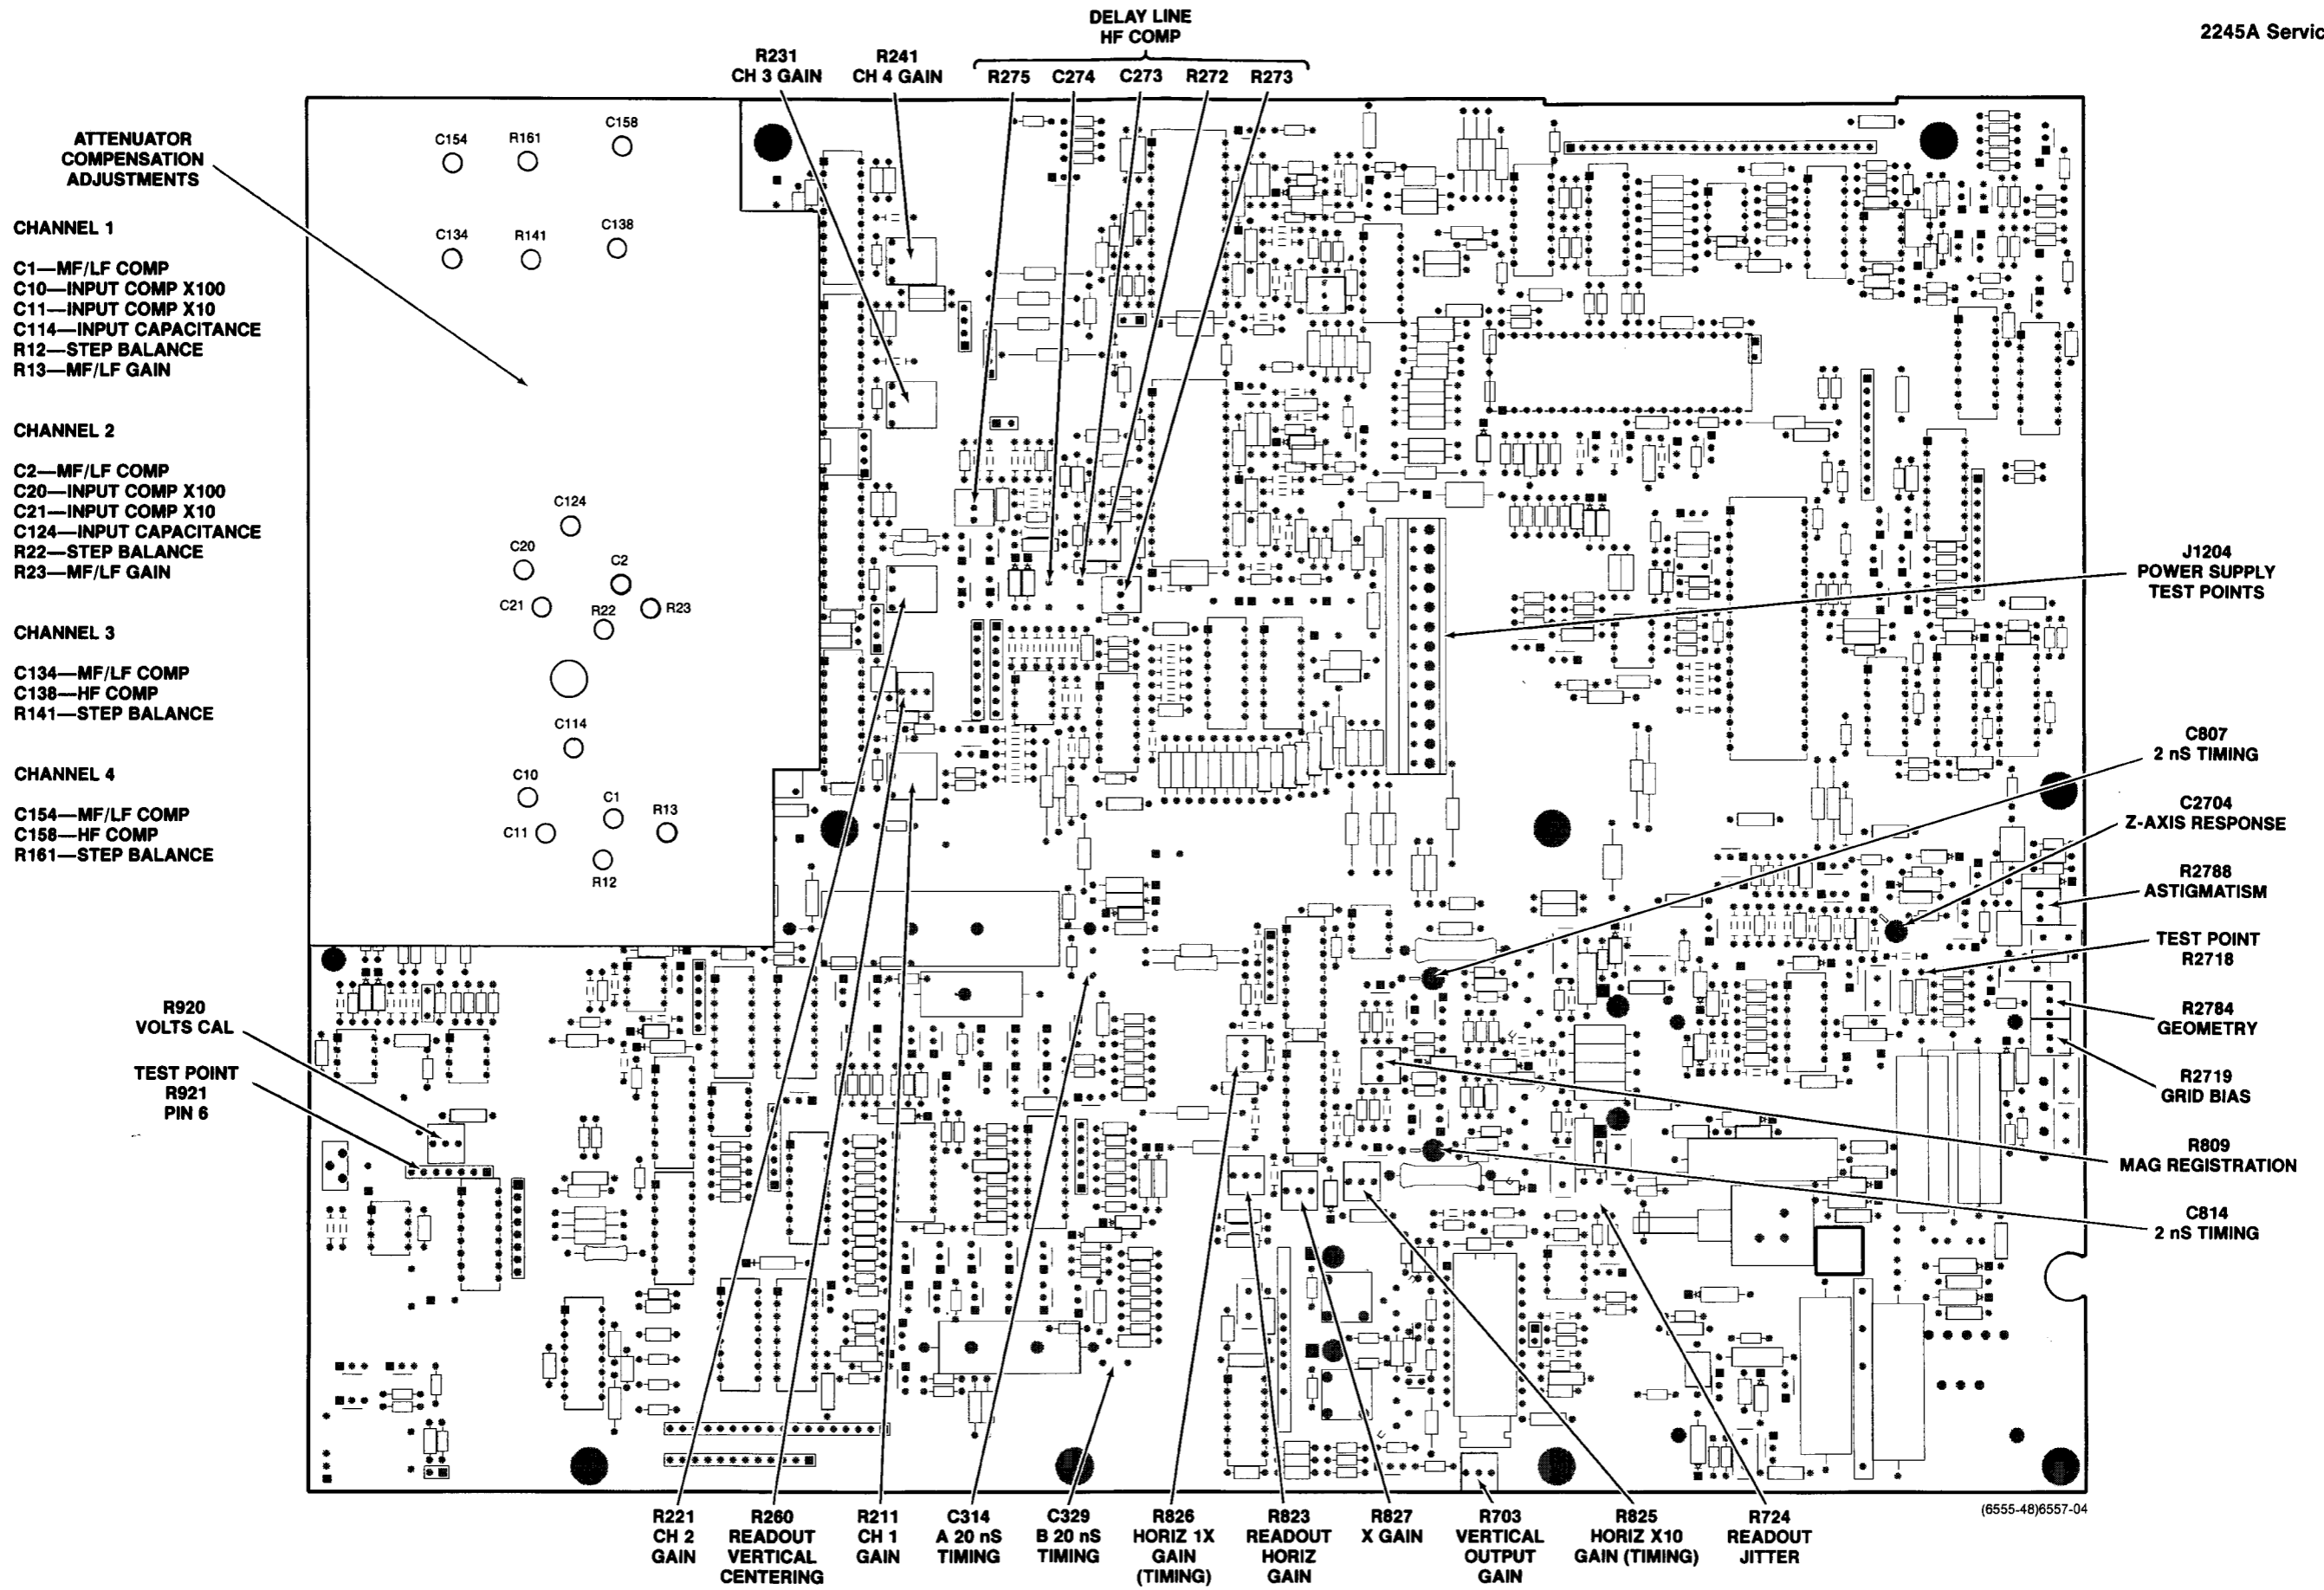 2245A Servic
DELAY LINE
HF COMP
R231
CH 3 GAIN
R241
CH 4 GAIN
R275
C274
C273
R272
R273
ATTENUATOR
COMPENSATION
ADJUSTMENTS
CHANNEL 1
C1—MF/LF COMP
C10—INPUT COMP X100
C11—INPUT COMP X10
C114—INPUT CAPACITANCE
R12—STEP BALANCE
R13—MF/LF GAIN
CHANNEL 2
C2—MF/LF COMP
C20—INPUT COMP X100
C21—INPUT COMP X10
C124—INPUT CAPACITANCE
R22—STEP BALANCE
R23—MF/LF GAIN
CHANNEL 3
C134—MF/LF COMP
C138—HF COMP
R141—STEP BALANCE
CHANNEL 4
C154—MF/LF COMP
C158—HF COMP
R161—STEP BALANCE
C154
R161
C158
C134
R141
C138
C124
C20
C2
C21
R22
R23
C114
C10
C1
R13
C11
R12
R920
VOLTS CAL
TEST POINT
R921
PIN 6
J1204
POWER SUPPLY
TEST POINTS
C807
2 nS TIMING
C2704
Z-AXIS RESPONSE
R2788
ASTIGMATISM
TEST POINT
R2718
R2784
GEOMETRY
R2719
GRID BIAS
R809
MAG REGISTRATION
C814
2 nS TIMING
R221
CH 2
GAIN
R260
READOUT
VERTICAL
CENTERING
R211
CH 1
GAIN
C314
A 20 nS
TIMING
C329
B 20 nS
TIMING
R826
HORIZ 1X
GAIN
(TIMING)
R823
READOUT
HORIZ
GAIN
R827
X GAIN
R703
VERTICAL
OUTPUT
GAIN
R825
HORIZ X10
GAIN (TIMING)
R724
READOUT
JITTER
(6555-48)6557-04